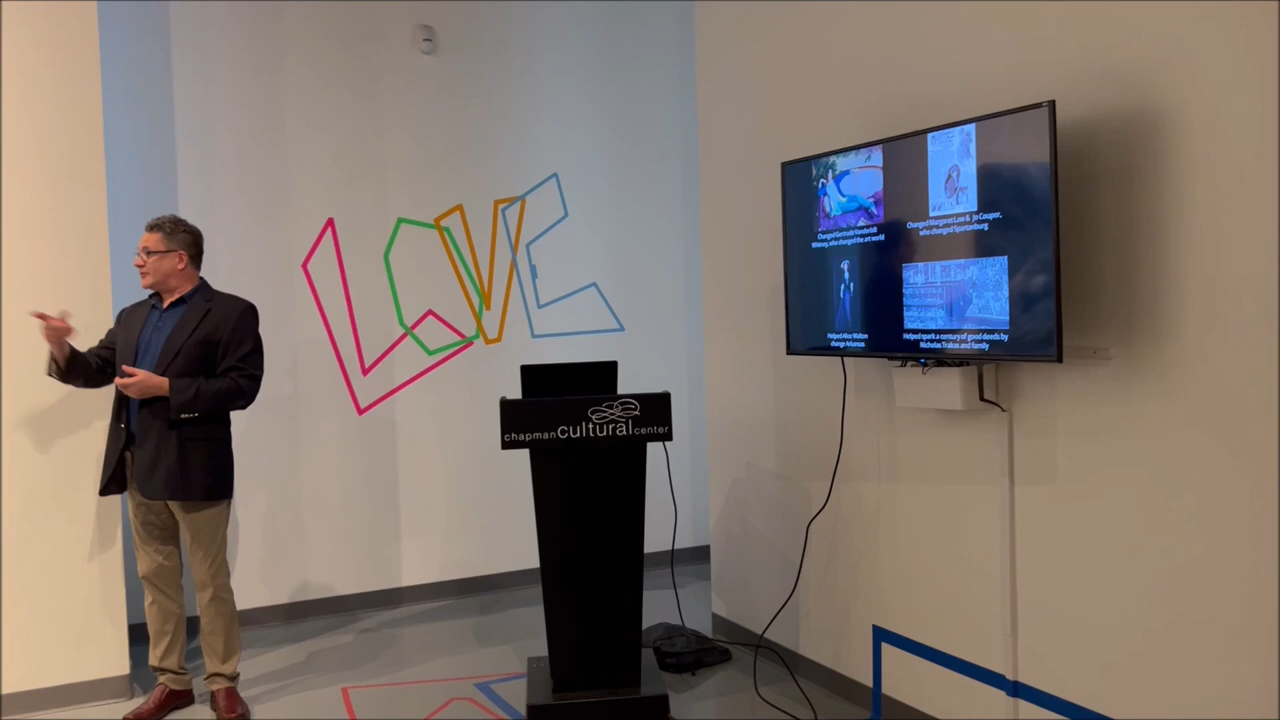 LOVE
chapman cultural center
Changed Gertrude Vanderbilt
Whitney, who changed the art world
Changed Margaret Law & Jo Couper,
who changed Spartanburg
Helped Alice Walton
change Arkansas
Helped spark a century of good deeds by
Nicholas Trakas and family